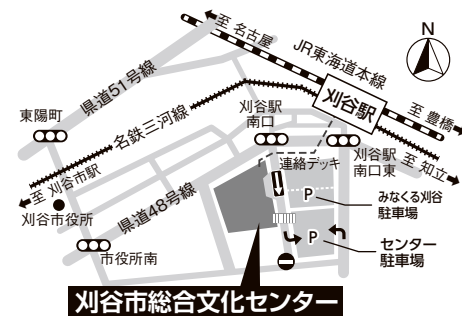 N
至 名古屋
JR東海道本線
県道51号線
刈谷駅
至 豊橋
東陽町
名鉄三河線
刈谷駅
南口
刈谷駅
南口東
至 知立
連絡デッキ
至 刈谷市駅
刈谷市役所
県道48号線
P
みなくる刈谷
駐車場
市役所南
P
センター
駐車場
刈谷市総合文化センター